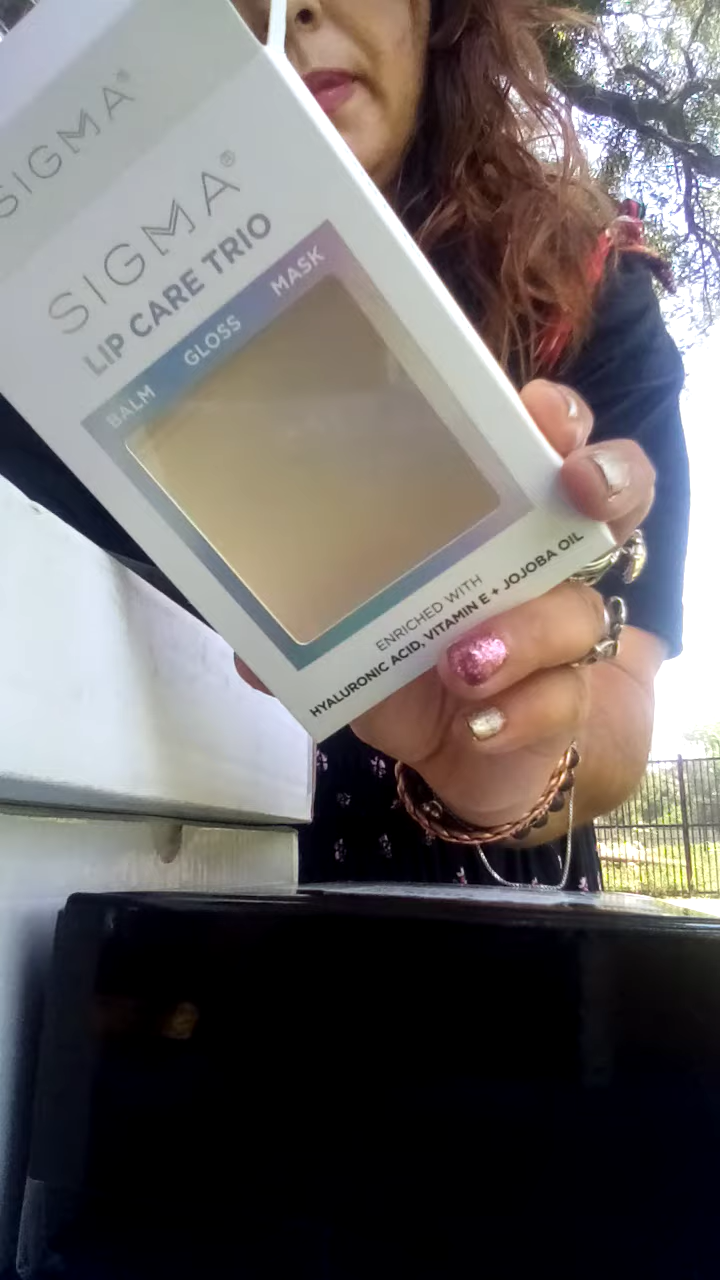 SIGMA®
SIGMA®
LIP CARE TRIO
BALM GLOSS MASK
ENRICHED WITH
HYALURONIC ACID, VITAMIN E + JOJOBA OIL